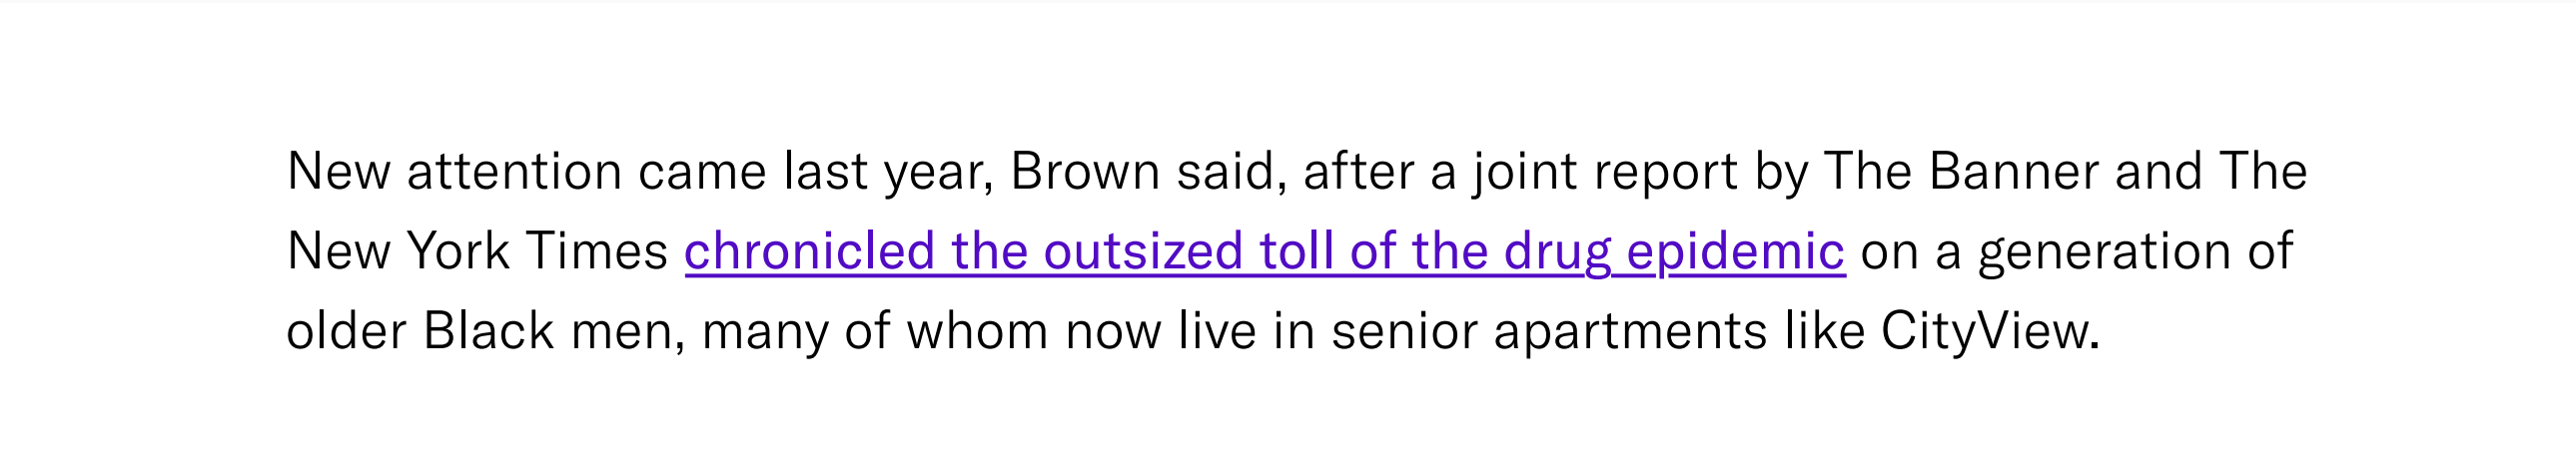 New attention came last year, Brown said, after a joint report by The Banner and The
New York Times chronicled the outsized toll of the drug epidemic on a generation of
older Black men, many of whom now live in senior apartments like CityView.